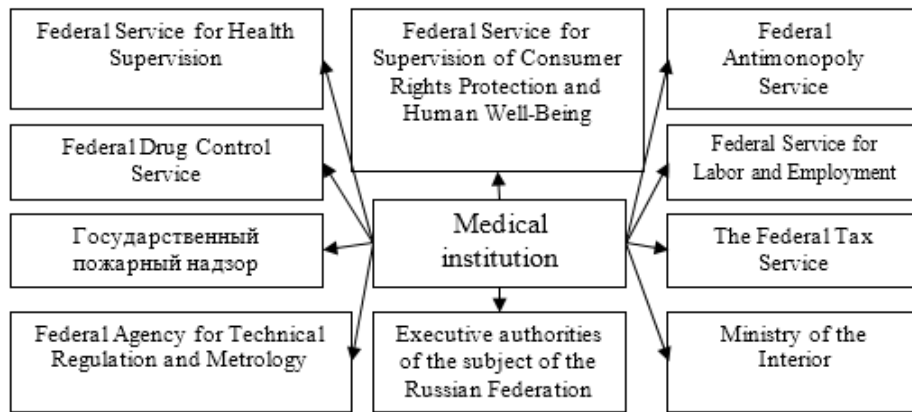 Federal Service for Health
Supervision
Federal Service for
Supervision of Consumer
Rights Protection and
Human Well-Being
Federal
Antimonopoly
Service
Federal Drug Control
Service
Federal Service for
Labor and Employment
Государственный
пожарный надзор
Medical
institution
The Federal Tax
Service
Federal Agency for Technical
Regulation and Metrology
Executive authorities
of the subject of the
Russian Federation
Ministry of the
Interior